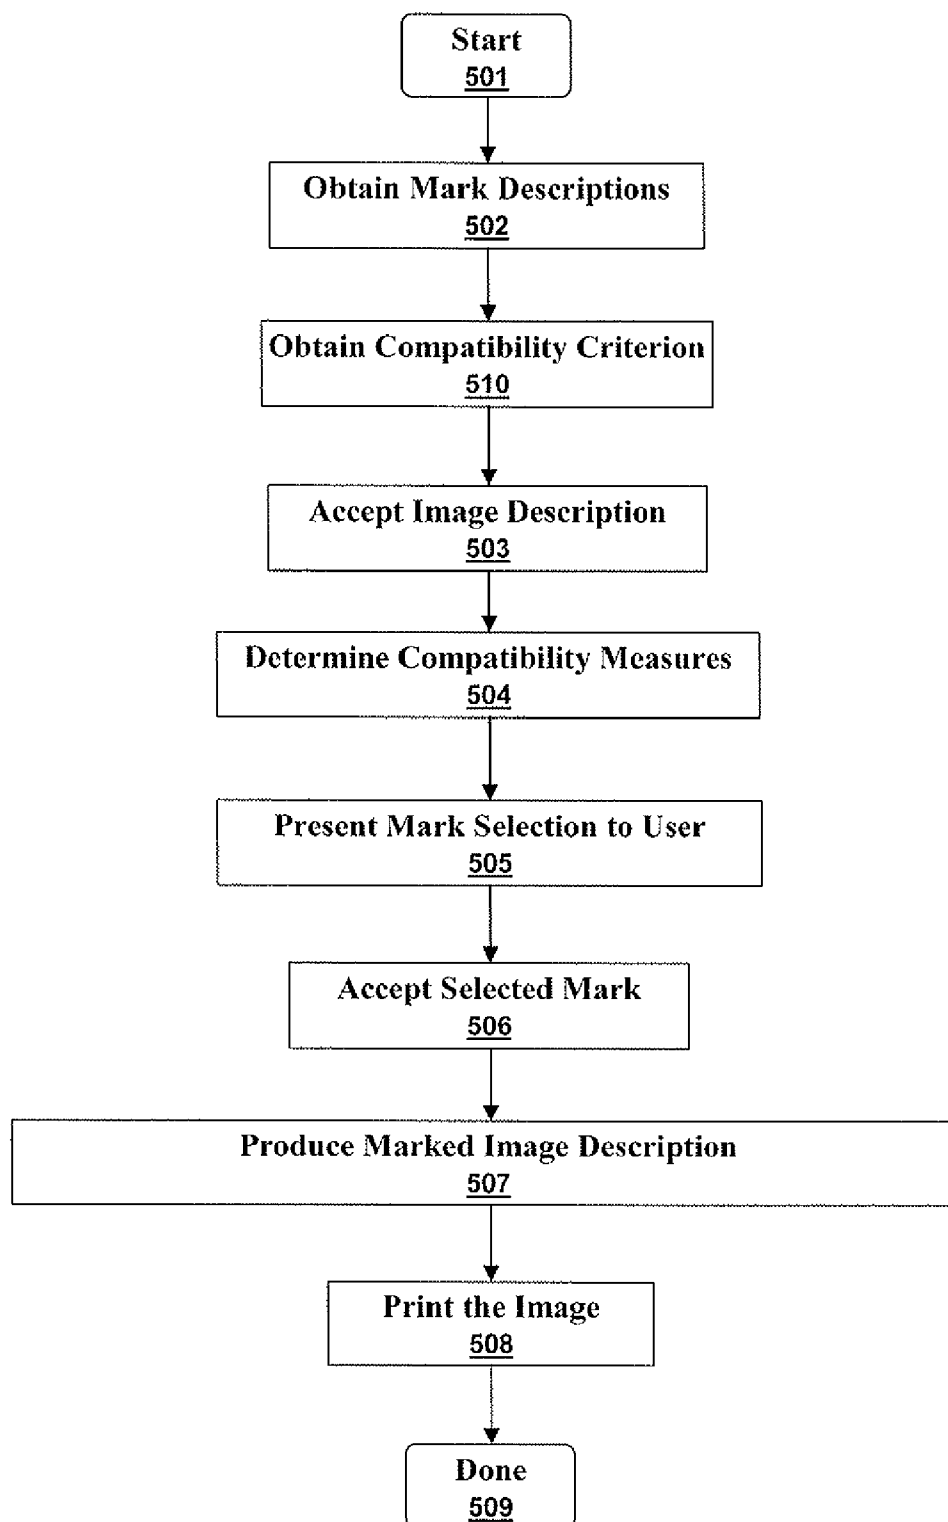 Start
501
Obtain Mark Descriptions
502
Obtain Compatibility Criterion
510
Accept Image Description
503
Determine Compatibility Measures
504
Present Mark Selection to User
505
Accept Selected Mark
506
Produce Marked Image Description
507
Print the Image
508
Done
509